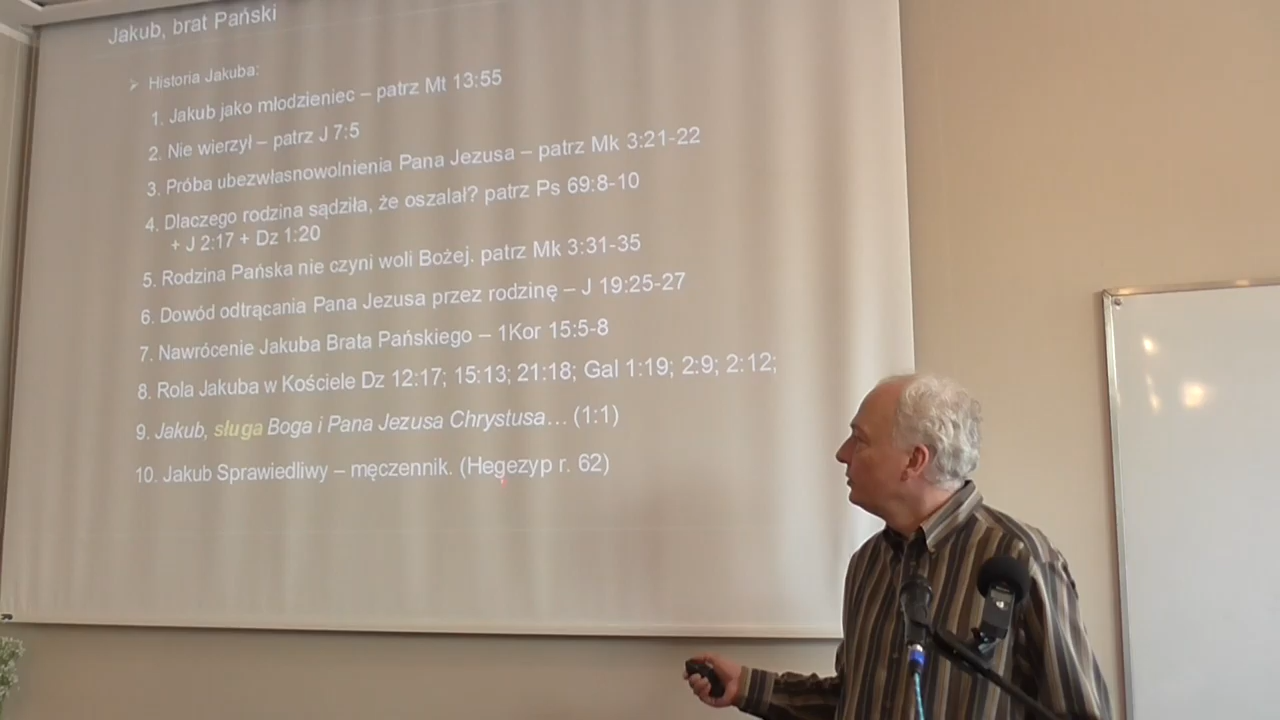 Jakub, brat Pański
Historia Jakuba:
1. Jakub jako młodzieniec – patrz Mt 13:55
2. Nie wierzył – patrz J 7:5
3. Próba ubezwłasnowolnienia Pana Jezusa – patrz Mk 3:21-22
4. Dlaczego rodzina sądziła, że oszalał? patrz Ps 69:8-10
+ J 2:17 + Dz 1:20
5. Rodzina Pańska nie czyni woli Bożej. patrz Mk 3:31-35
6. Dowód odtrącania Pana Jezusa przez rodzinę – J 19:25-27
7. Nawrócenie Jakuba Brata Pańskiego – 1Kor 15:5-8
8. Rola Jakuba w Kościele Dz 12:17; 15:13; 21:18; Gal 1:19; 2:9; 2:12;
9. Jakub, sługa Boga i Pana Jezusa Chrystusa… (1:1)
10. Jakub Sprawiedliwy – męczennik. (Hegezyp r. 62)